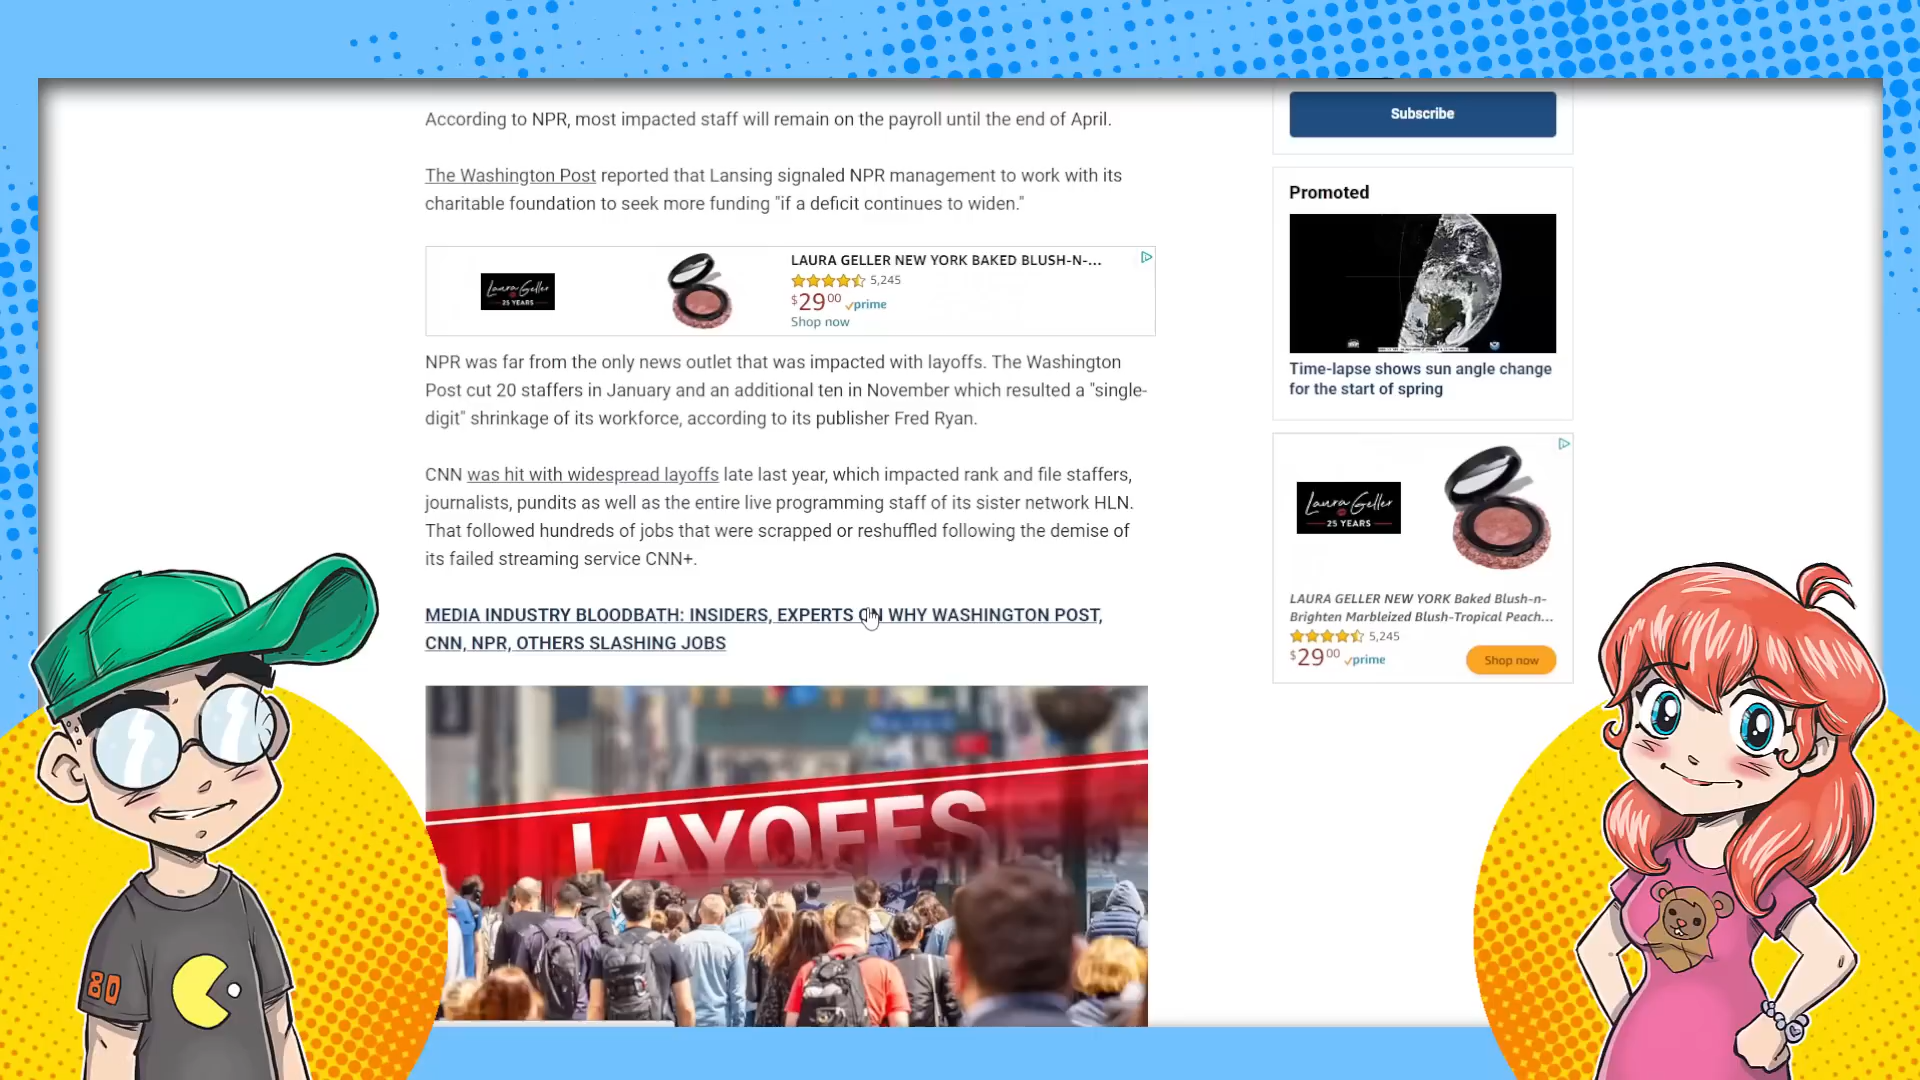 According to NPR, most impacted staff will remain on the payroll until the end of April.
The Washington Post reported that Lansing signaled NPR management to work with its
charitable foundation to seek more funding "if a deficit continues to widen."
Laura Geller
25 YEARS
LAURA GELLER NEW YORK BAKED BLUSH-N-...
5,245
$29.00 prime
Shop now
NPR was far from the only news outlet that was impacted with layoffs. The Washington
Post cut 20 staffers in January and an additional ten in November which resulted a "single-
digit" shrinkage of its workforce, according to its publisher Fred Ryan.
CNN was hit with widespread layoffs late last year, which impacted rank and file staffers,
journalists, pundits as well as the entire live programming staff of its sister network HLN.
That followed hundreds of jobs that were scrapped or reshuffled following the demise of
its failed streaming service CNN+.
MEDIA INDUSTRY BLOODBATH: INSIDERS, EXPERTS ON WHY WASHINGTON POST,
CNN, NPR, OTHERS SLASHING JOBS
LAYOFFS
Subscribe
Promoted
Time-lapse shows sun angle change
for the start of spring
Laura Geller
25 YEARS
LAURA GELLER NEW YORK Baked Blush-n-
Brighten Marbleized Blush-Tropical Peach...
5,245
$29.00 prime
Shop now
80